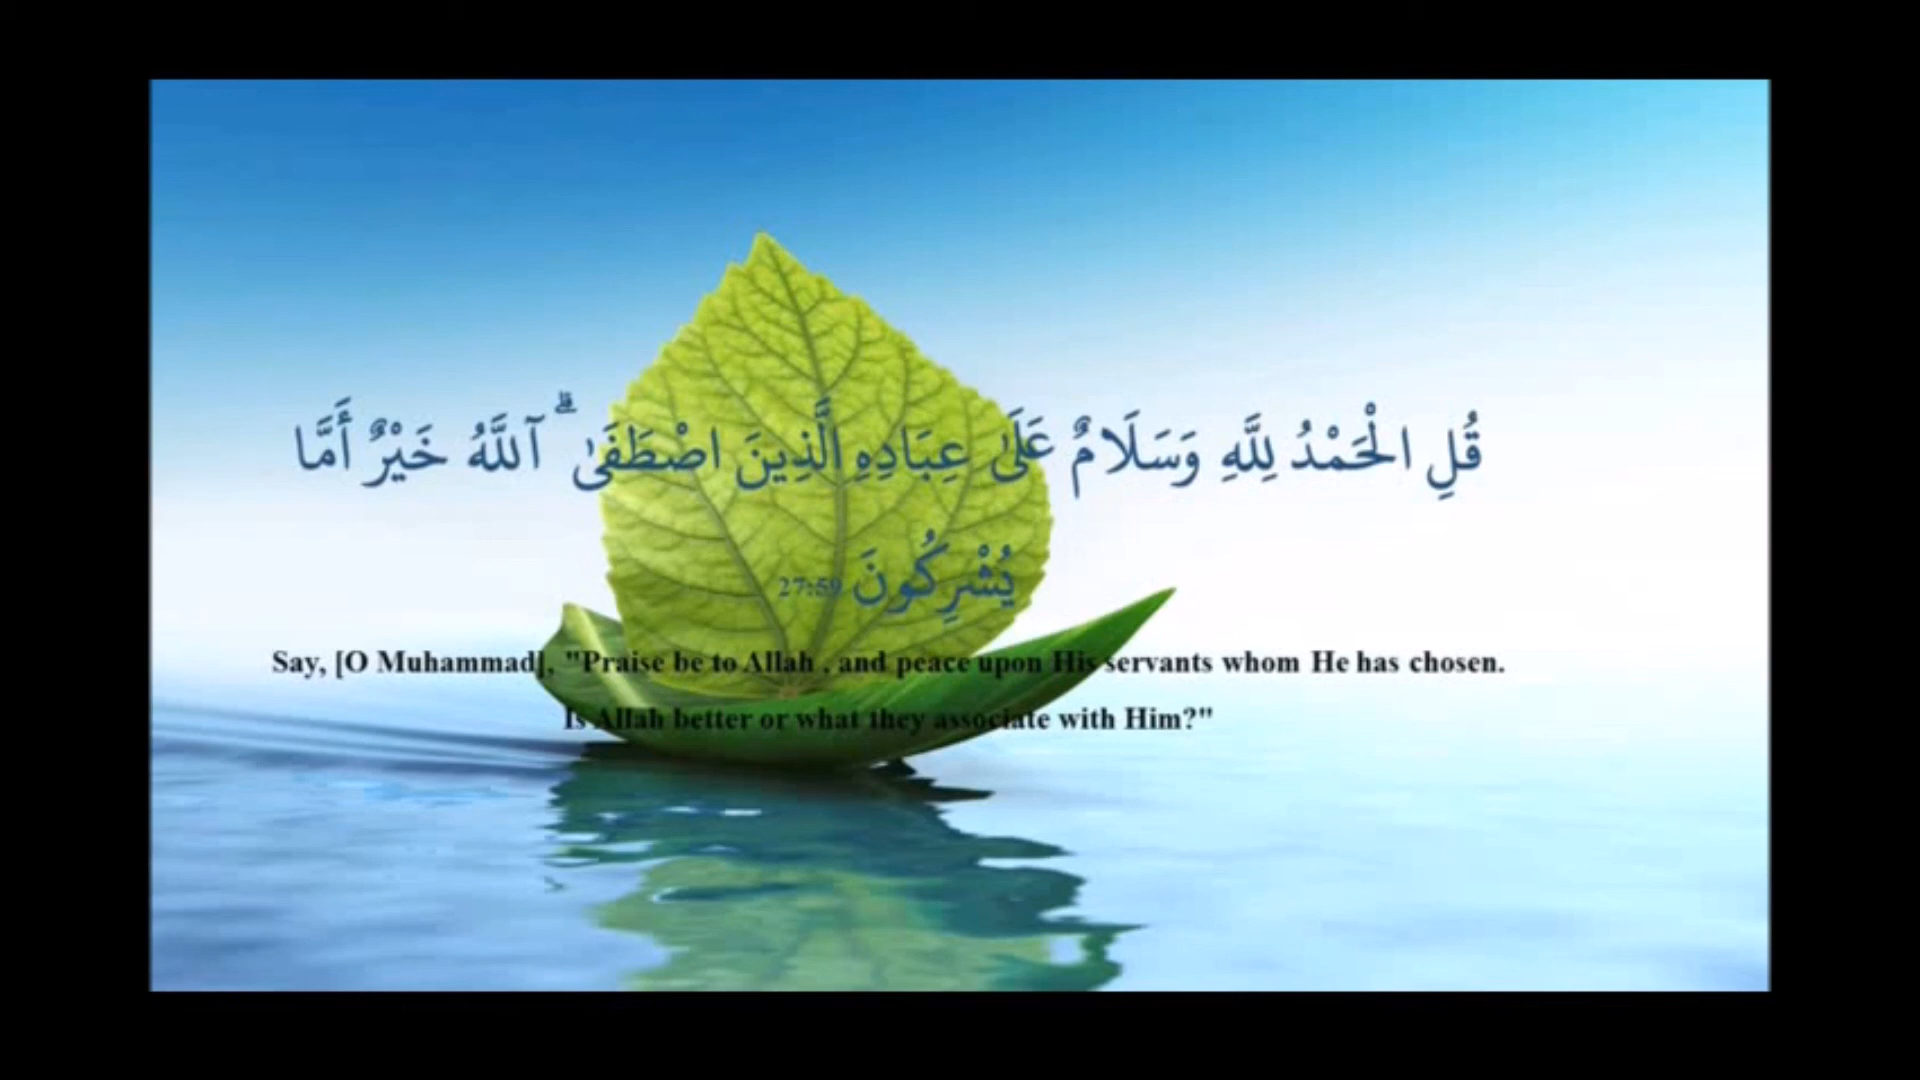 قُلِ الْحَمْدُ لِلَّهِ وَسَلَامٌ عَلَىٰ عِبَادِهِ الَّذِينَ اصْطَفَىٰ ۗ آللَّهُ خَيْرٌ أَمَّا
يُشْرِكُونَ 27:59
Say, [O Muhammad], "Praise be to Allah , and peace upon His servants whom He has chosen.
Is Allah better or what they associate with Him?"